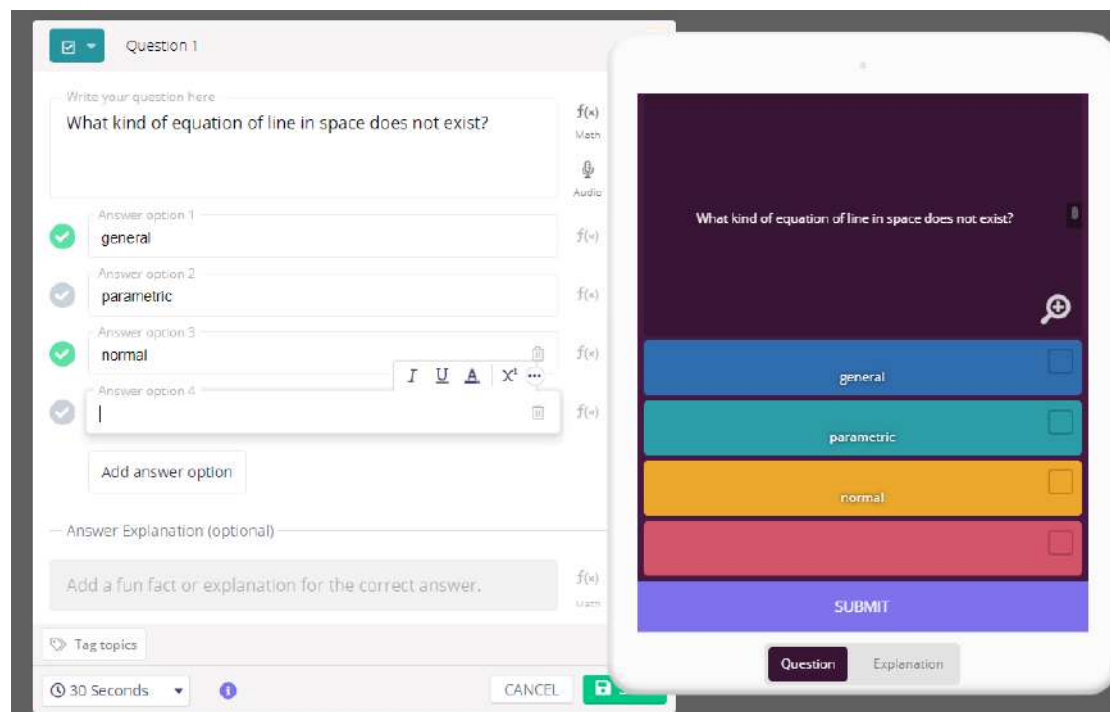 Question 1
Write your question here
What kind of equation of line in space does not exist?
f(x)
Math
Audio
Answer option 1
general
f(x)
Answer option 2
parametric
f(x)
Answer option 3
normal
f(x)
I U A X¹ ...
Answer option 4
f(x)
Add answer option
Answer Explanation (optional)
Add a fun fact or explanation for the correct answer.
f(x)
Math
Tag topics
30 Seconds
CANCEL
What kind of equation of line in space does not exist?
general
parametric
normal
SUBMIT
Question
Explanation